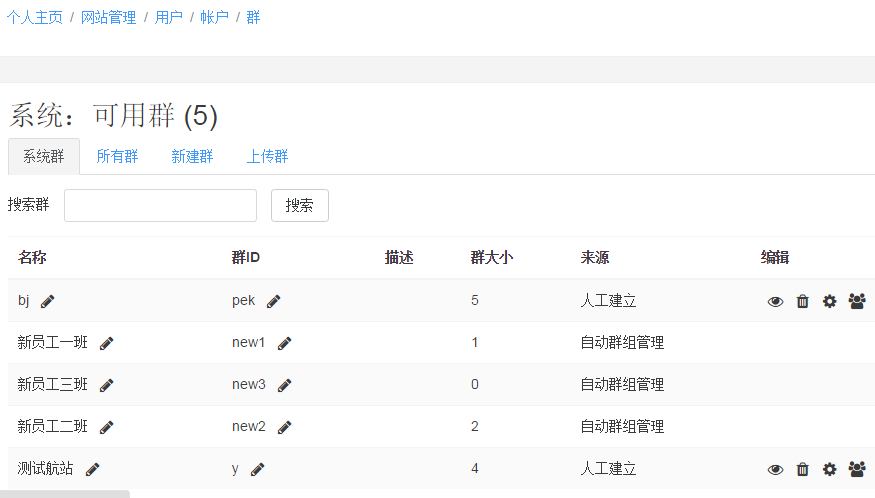 个人主页 / 网站管理 / 用户 / 帐户 / 群
系统：可用群 (5)
系统群 所有群 新建群 上传群
搜索群 搜索
名称 群ID 描述 群大小 来源 编辑
bj pek 5 人工建立
新员工一班 new1 1 自动群组管理
新员工三班 new3 0 自动群组管理
新员工二班 new2 2 自动群组管理
测试航站 y 4 人工建立